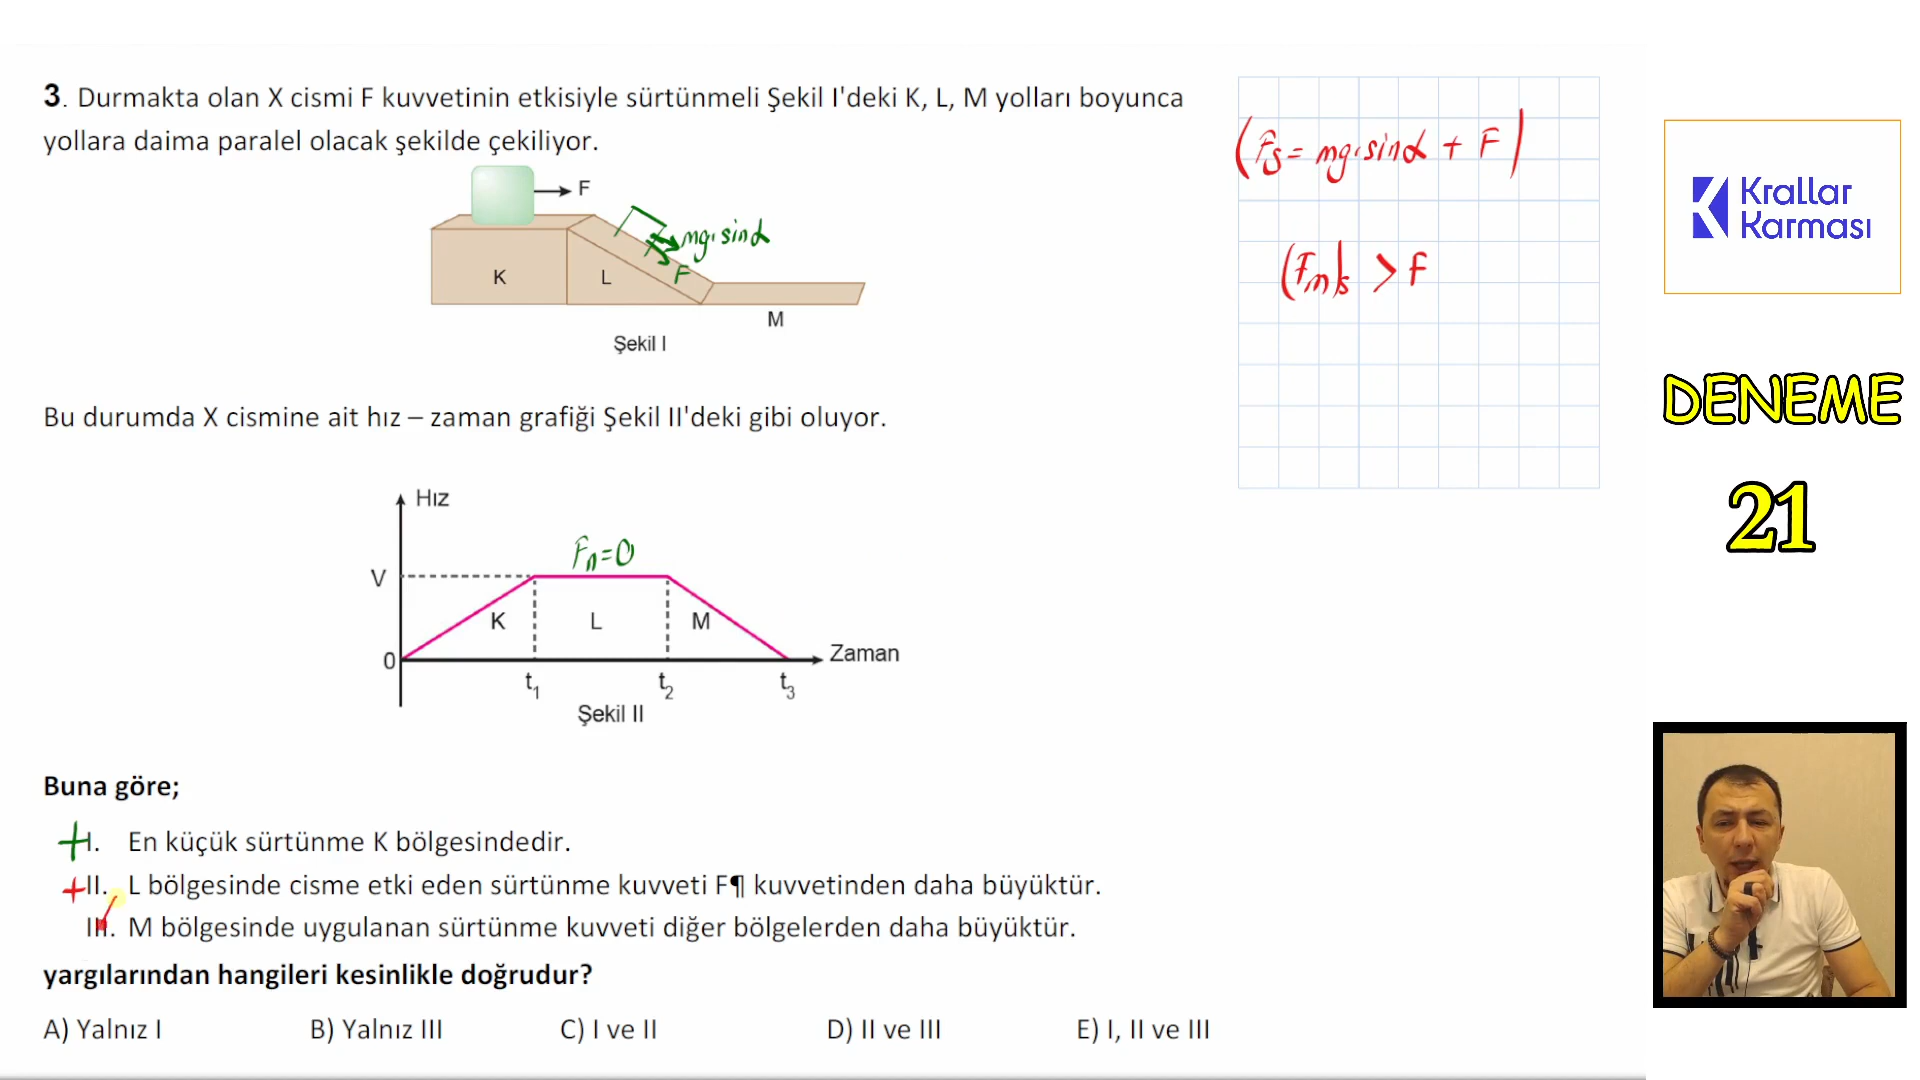 3. Durmakta olan X cismi F kuvvetinin etkisiyle sürtünmeli Şekil I'deki K, L, M yolları boyunca
yollara daima paralel olacak şekilde çekiliyor.
F
mg.sinα
F
K
L
M
Şekil I
Bu durumda X cismine ait hız – zaman grafiği Şekil II'deki gibi oluyor.
Hız
Fn=0
V
K
L
M
0
Zaman
t1
t2
t3
Şekil II
Buna göre;
+ I. En küçük sürtünme K bölgesindedir.
+ II. L bölgesinde cisme etki eden sürtünme kuvveti F¶ kuvvetinden daha büyüktür.
III. M bölgesinde uygulanan sürtünme kuvveti diğer bölgelerden daha büyüktür.
yargılarından hangileri kesinlikle doğrudur?
A) Yalnız I B) Yalnız III C) I ve II D) II ve III E) I, II ve III
(Fs = mg.sinα + F)
> F
Krallar
Karması
DENEME
21